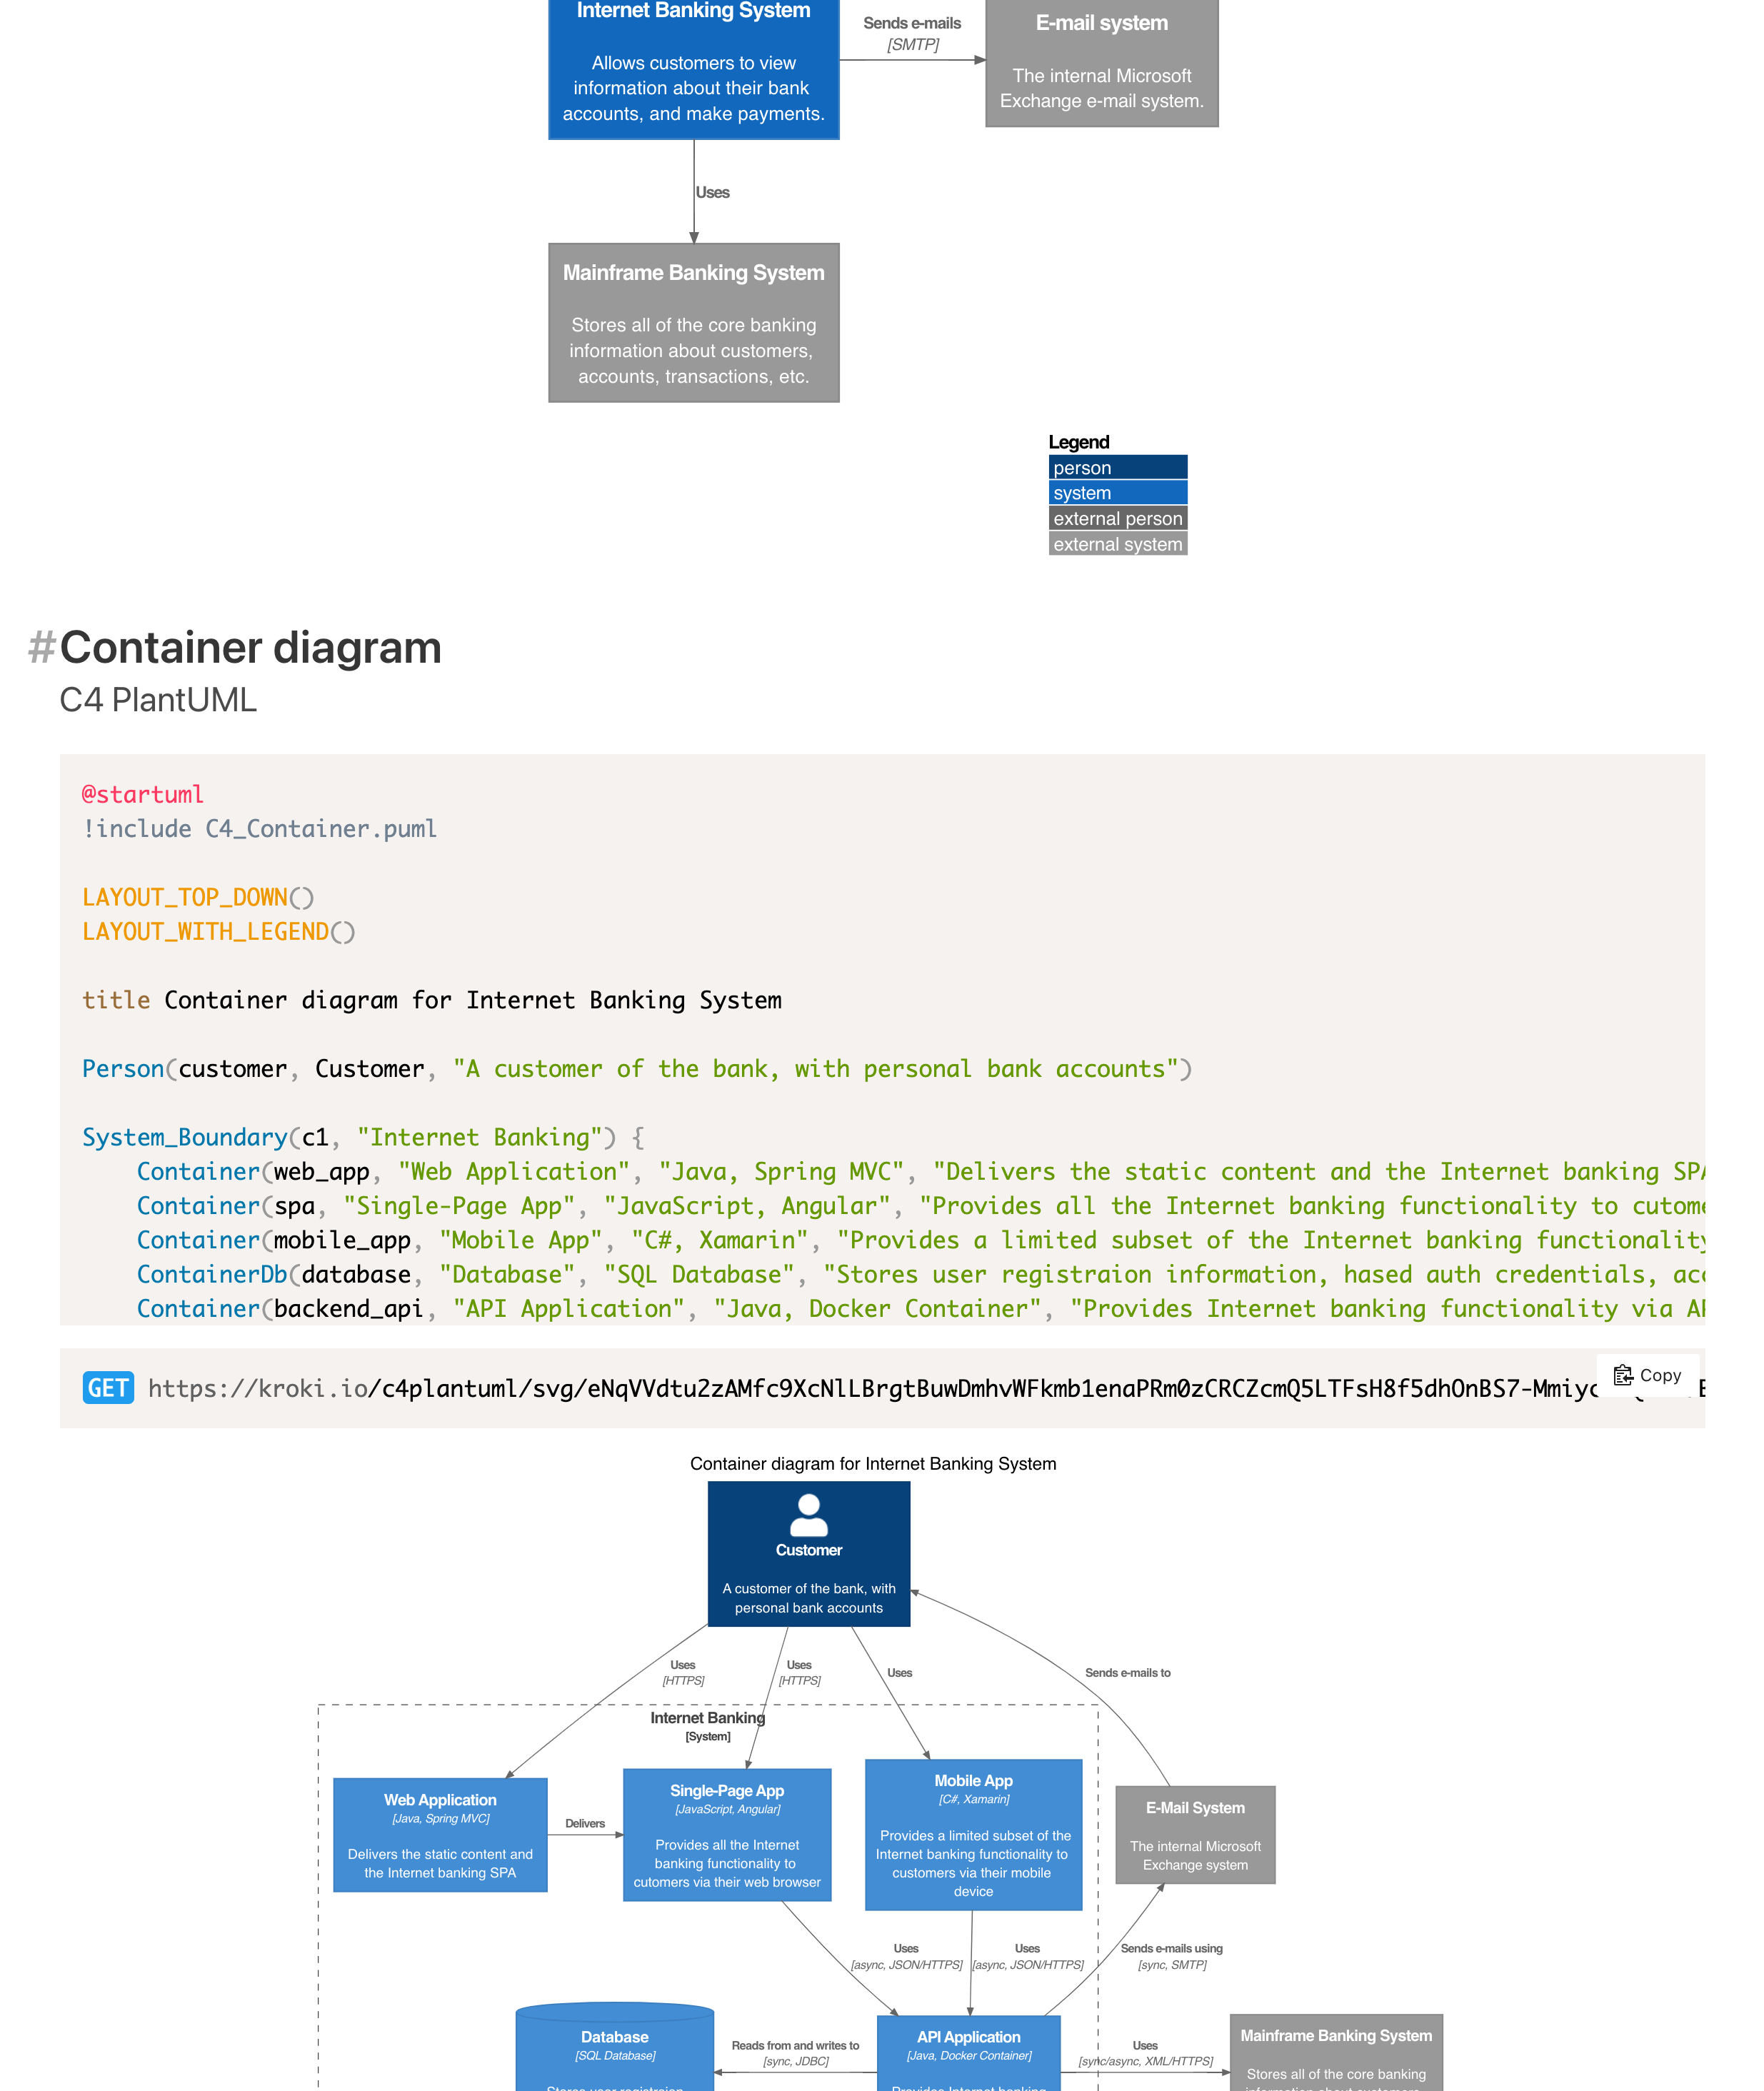 Internet Banking System
Allows customers to view
information about their bank
accounts, and make payments.
Sends e-mails
[SMTP]
E-mail system
The internal Microsoft
Exchange e-mail system.
Uses
Mainframe Banking System
Stores all of the core banking
information about customers,
accounts, transactions, etc.
Legend
person
system
external person
external system
#Container diagram
C4 PlantUML
@startuml
!include C4_Container.puml
LAYOUT_TOP_DOWN()
LAYOUT_WITH_LEGEND()
title Container diagram for Internet Banking System
Person(customer, Customer, "A customer of the bank, with personal bank accounts")
System_Boundary(c1, "Internet Banking") {
Container(web_app, "Web Application", "Java, Spring MVC", "Delivers the static content and the Internet banking SPA
Container(spa, "Single-Page App", "JavaScript, Angular", "Provides all the Internet banking functionality to cutome
Container(mobile_app, "Mobile App", "C#, Xamarin", "Provides a limited subset of the Internet banking functionality
ContainerDb(database, "Database", "SQL Database", "Stores user registraion information, hased auth credentials, acc
Container(backend_api, "API Application", "Java, Docker Container", "Provides Internet banking functionality via AP
GET https://kroki.io/c4plantuml/svg/eNqVVdtu2zAMfc9XcNlLBrgtBuwDmhvWFkmb1enaPRm0zCRCZcmQ5LTFsH8f5dhOnBS7-Mmiyc
Copy
Container diagram for Internet Banking System
Customer
A customer of the bank, with
personal bank accounts
Uses
[HTTPS]
Uses
[HTTPS]
Uses
Sends e-mails to
Internet Banking
[System]
Web Application
[Java, Spring MVC]
Delivers the static content and
the Internet banking SPA
Delivers
Single-Page App
[JavaScript, Angular]
Provides all the Internet
banking functionality to
cutomers via their web browser
Mobile App
[C#, Xamarin]
Provides a limited subset of the
Internet banking functionality to
customers via their mobile
device
E-Mail System
The internal Microsoft
Exchange system
Uses
[async, JSON/HTTPS]
Uses
[async, JSON/HTTPS]
Sends e-mails using
[sync, SMTP]
Database
[SQL Database]
Stores user registraion
Reads from and writes to
[sync, JDBC]
API Application
[Java, Docker Container]
Provides Internet banking
Uses
[sync/async, XML/HTTPS]
Mainframe Banking System
Stores all of the core banking
information about customers,